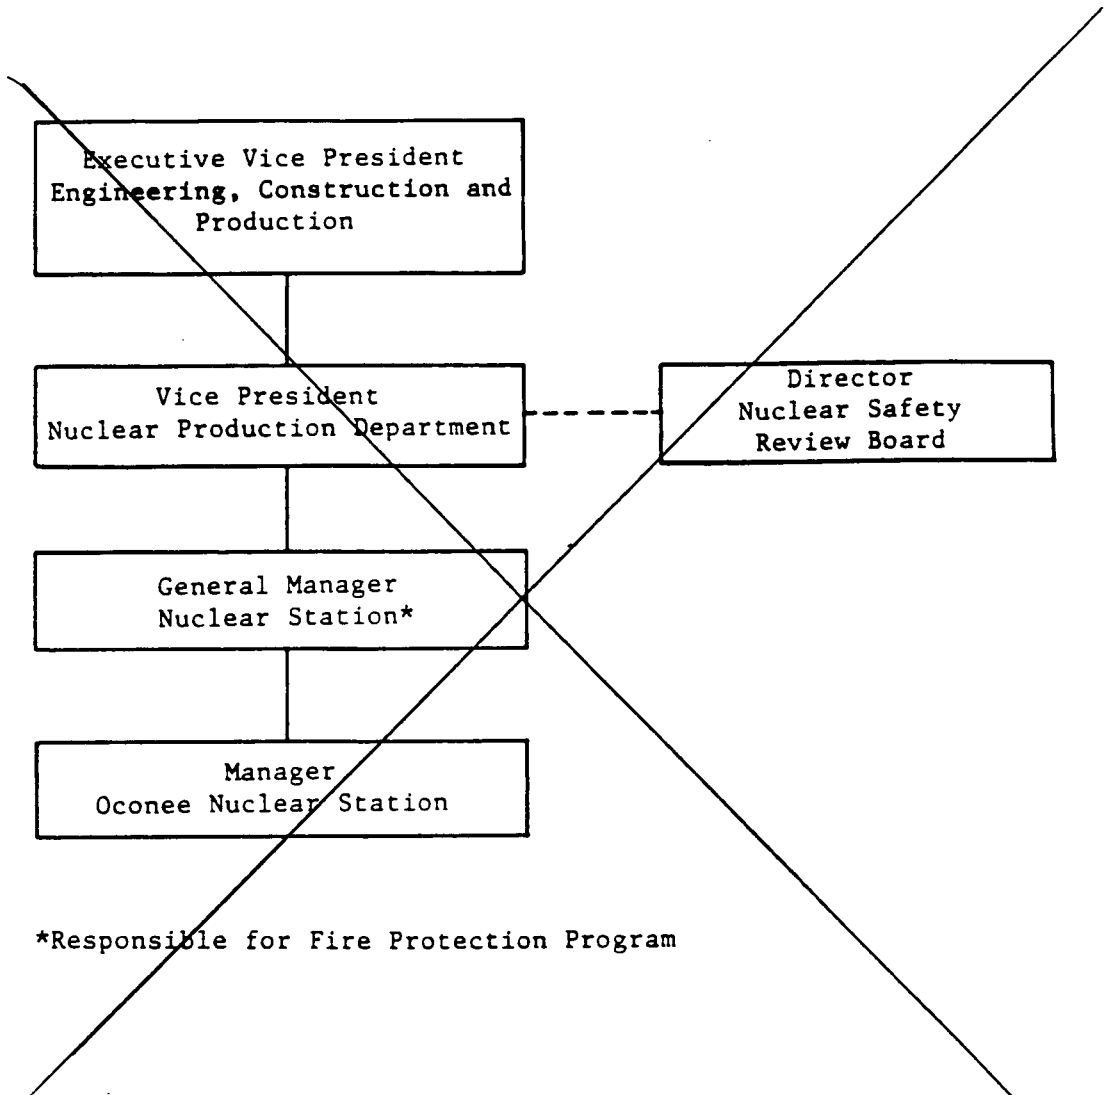 Executive Vice President
Engineering, Construction and
Production
Vice President
Nuclear Production Department
Director
Nuclear Safety
Review Board
General Manager
Nuclear Station*
Manager
Oconee Nuclear Station
*Responsible for Fire Protection Program